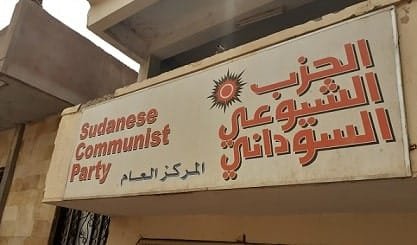 الحزب
الشيوعي
السوداني
Sudanese
Communist
Party
المركز العام